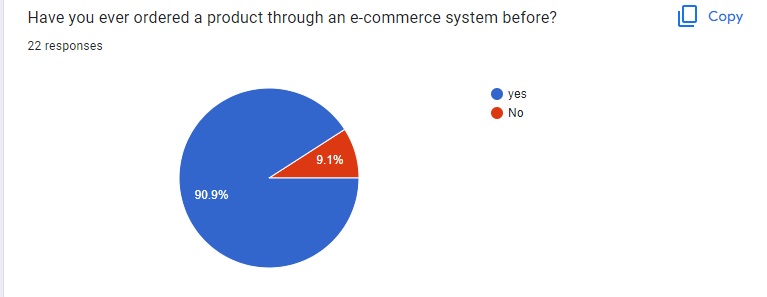 Have you ever ordered a product through an e-commerce system before?
Copy
22 responses
yes
No
9.1%
90.9%